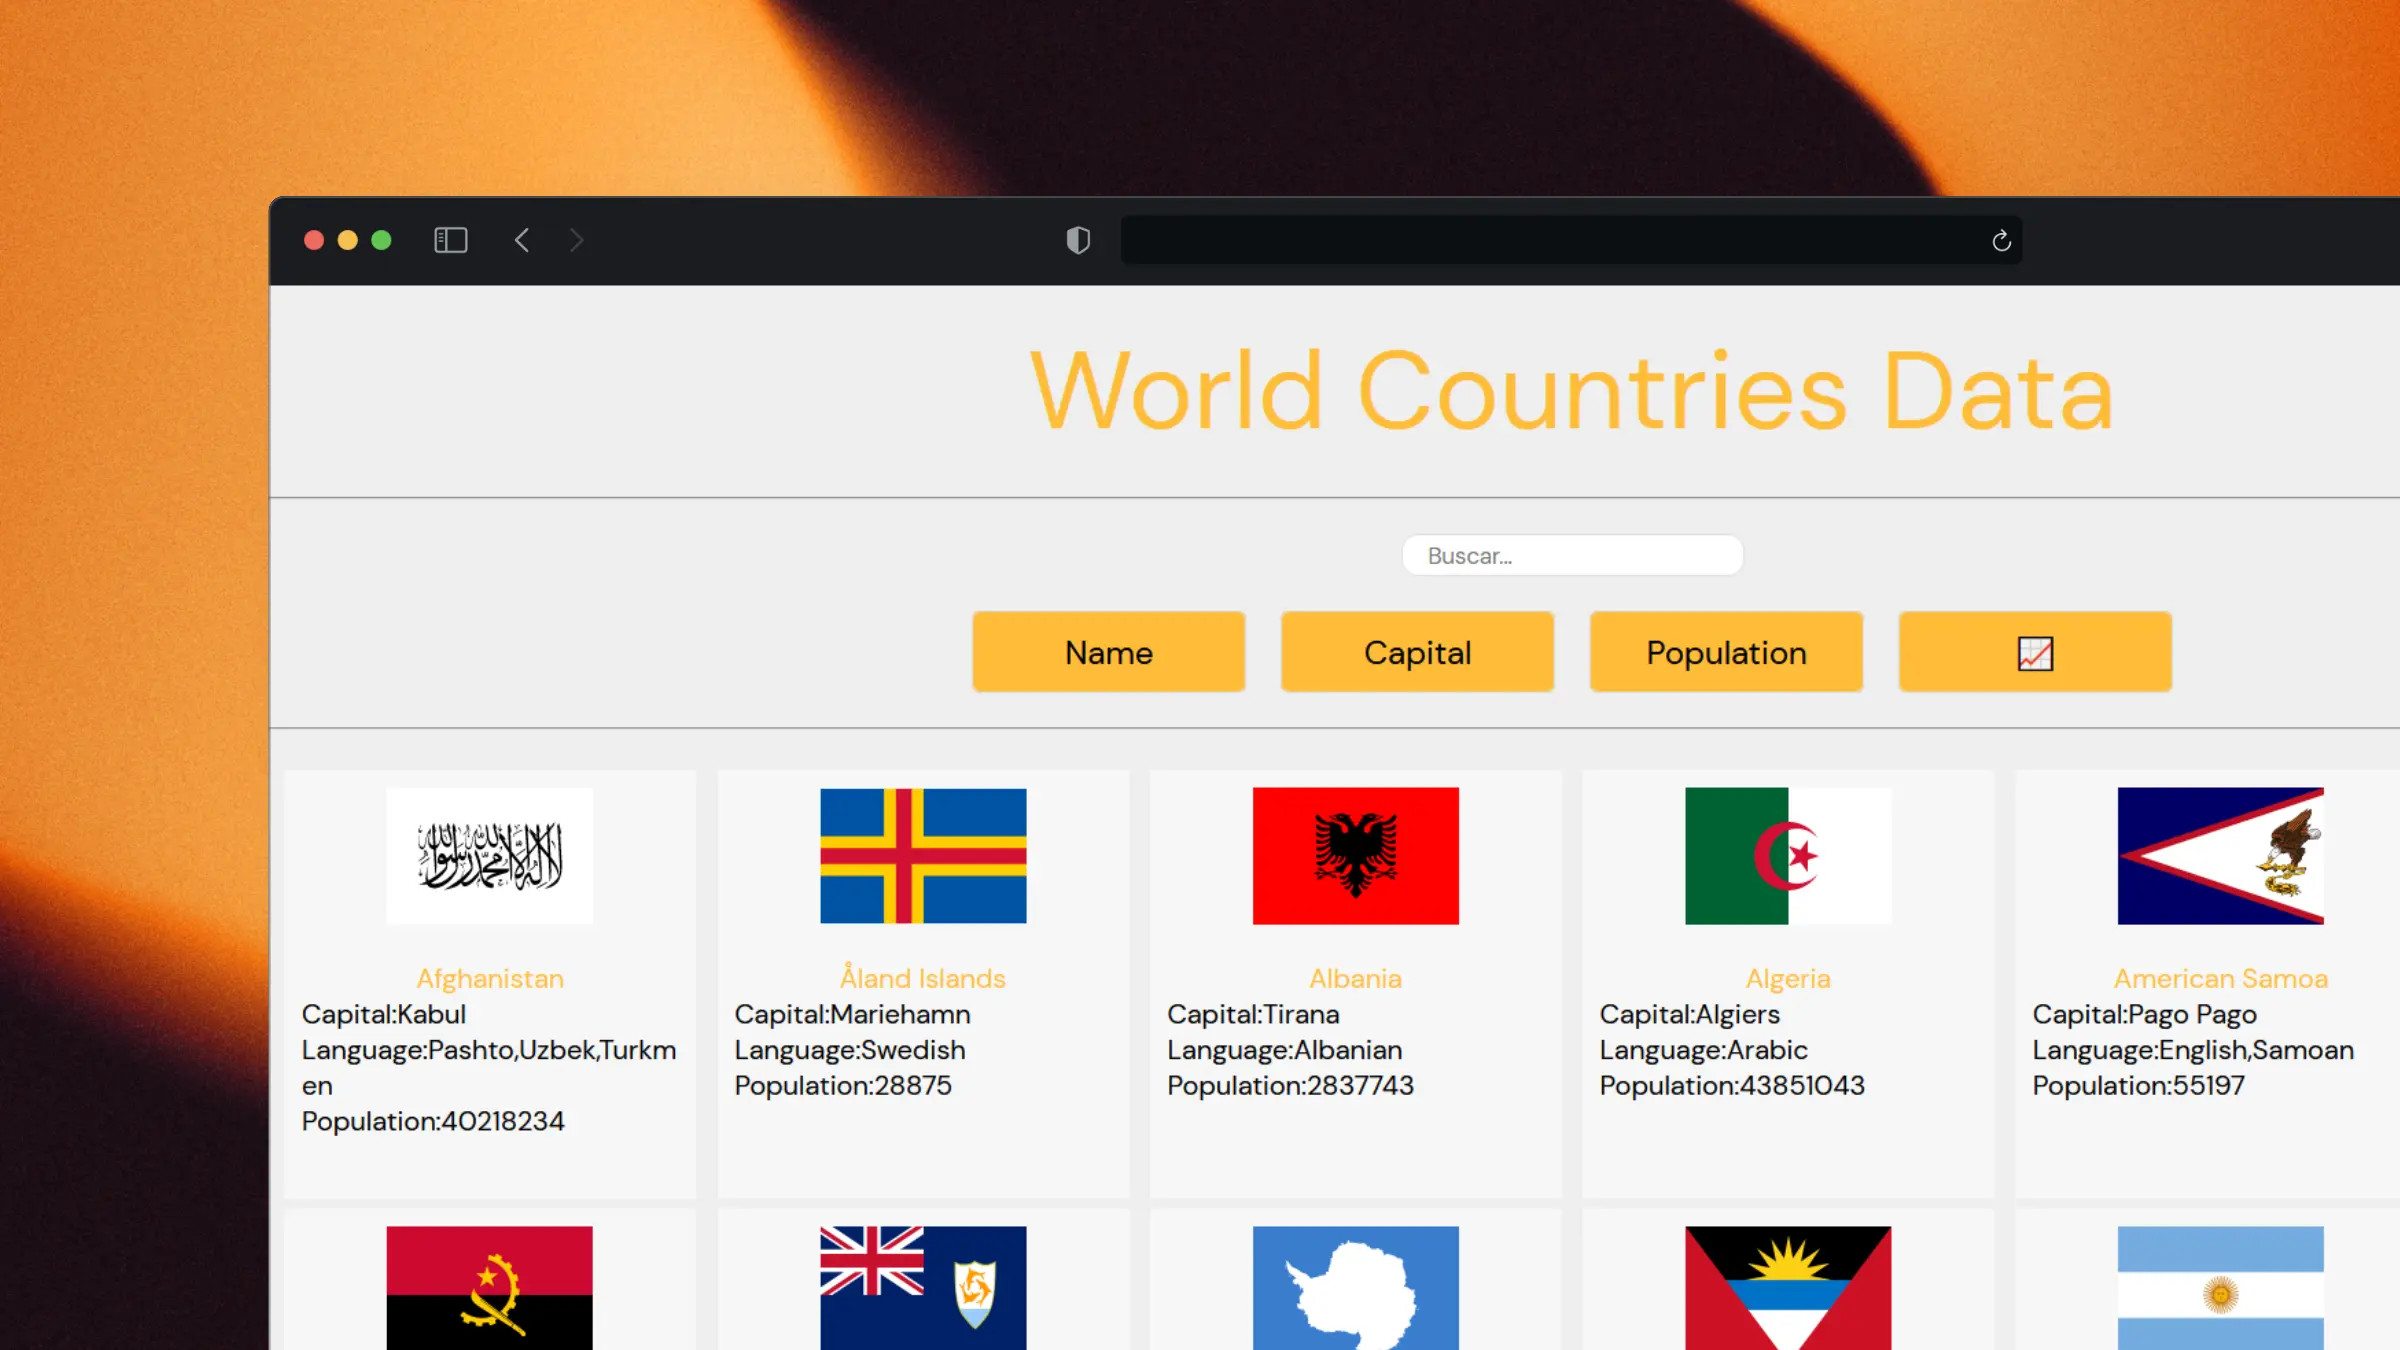 World Countries Data
Buscar...
Name
Capital
Population
لا إله إلا الله محمد رسول الله
Afghanistan
Capital:Kabul
Language:Pashto,Uzbek,Turkm
en
Population:40218234
Åland Islands
Capital:Mariehamn
Language:Swedish
Population:28875
Albania
Capital:Tirana
Language:Albanian
Population:2837743
Algeria
Capital:Algiers
Language:Arabic
Population:43851043
American Samoa
Capital:Pago Pago
Language:English,Samoan
Population:55197